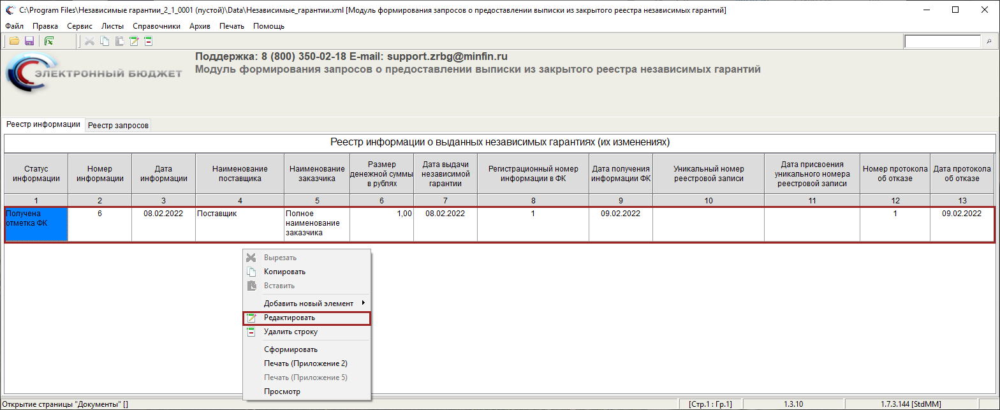 C:\Program Files\Независимые гарантии_2_1_0001 (пустой)\Data\Независимые_гарантии.xml [Модуль формирования запросов о предоставлении выписки из закрытого реестра независимых гарантий]
Файл Правка Сервис Листы Справочники Архив Печать Помощь
Поддержка: 8 (800) 350-02-18 E-mail: support.zrbg@minfin.ru
Модуль формирования запросов о предоставлении выписки из закрытого реестра независимых гарантий
ЭЛЕКТРОННЫЙ БЮДЖЕТ
Реестр информации Реестр запросов
Реестр информации о выданных независимых гарантиях (их изменениях)
Статус информации
Номер информации
Дата информации
Наименование поставщика
Наименование заказчика
Размер денежной суммы в рублях
Дата выдачи независимой гарантии
Регистрационный номер информации в ФК
Дата получения информации ФК
Уникальный номер реестровой записи
Дата присвоения уникального номера реестровой записи
Номер протокола об отказе
Дата протокола об отказе
1 2 3 4 5 6 7 8 9 10 11 12 13
Получена отметка ФК 6 08.02.2022 Поставщик Полное наименование заказчика 1,00 08.02.2022 1 09.02.2022 1 09.02.2022
Вырезать
Копировать
Вставить
Добавить новый элемент
Редактировать
Удалить строку
Сформировать
Печать (Приложение 2)
Печать (Приложение 5)
Просмотр
Открытие страницы "Документы" [] [Стр.1 : Гр.1] 1.3.10 1.7.3.144 [StdMM]